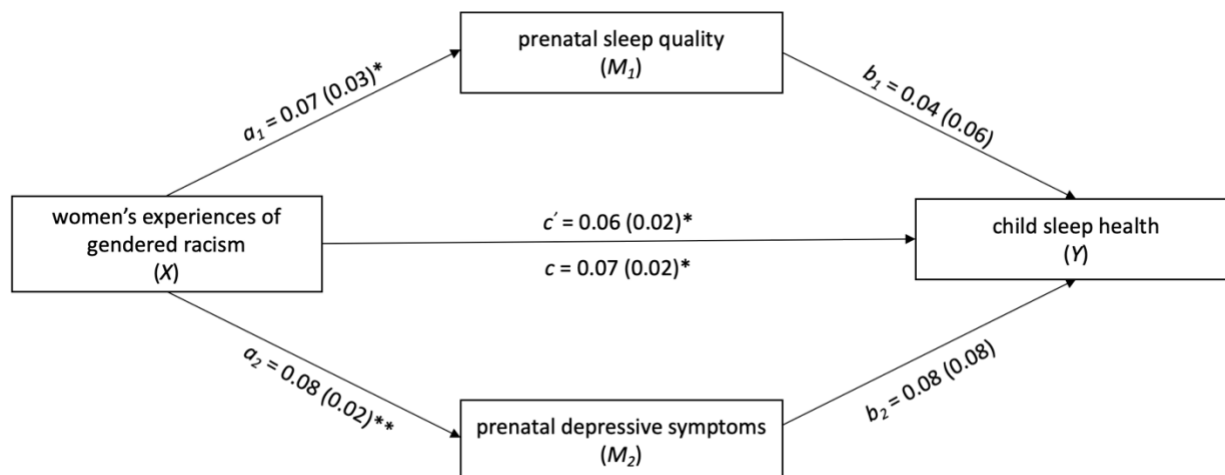 prenatal sleep quality
(M₁)
a₁ = 0.07 (0.03)*
b₁ = 0.04 (0.06)
women’s experiences of
gendered racism
(X)
c′ = 0.06 (0.02)*
c = 0.07 (0.02)*
child sleep health
(Y)
a₂ = 0.08 (0.02)**
b₂ = 0.08 (0.08)
prenatal depressive symptoms
(M₂)